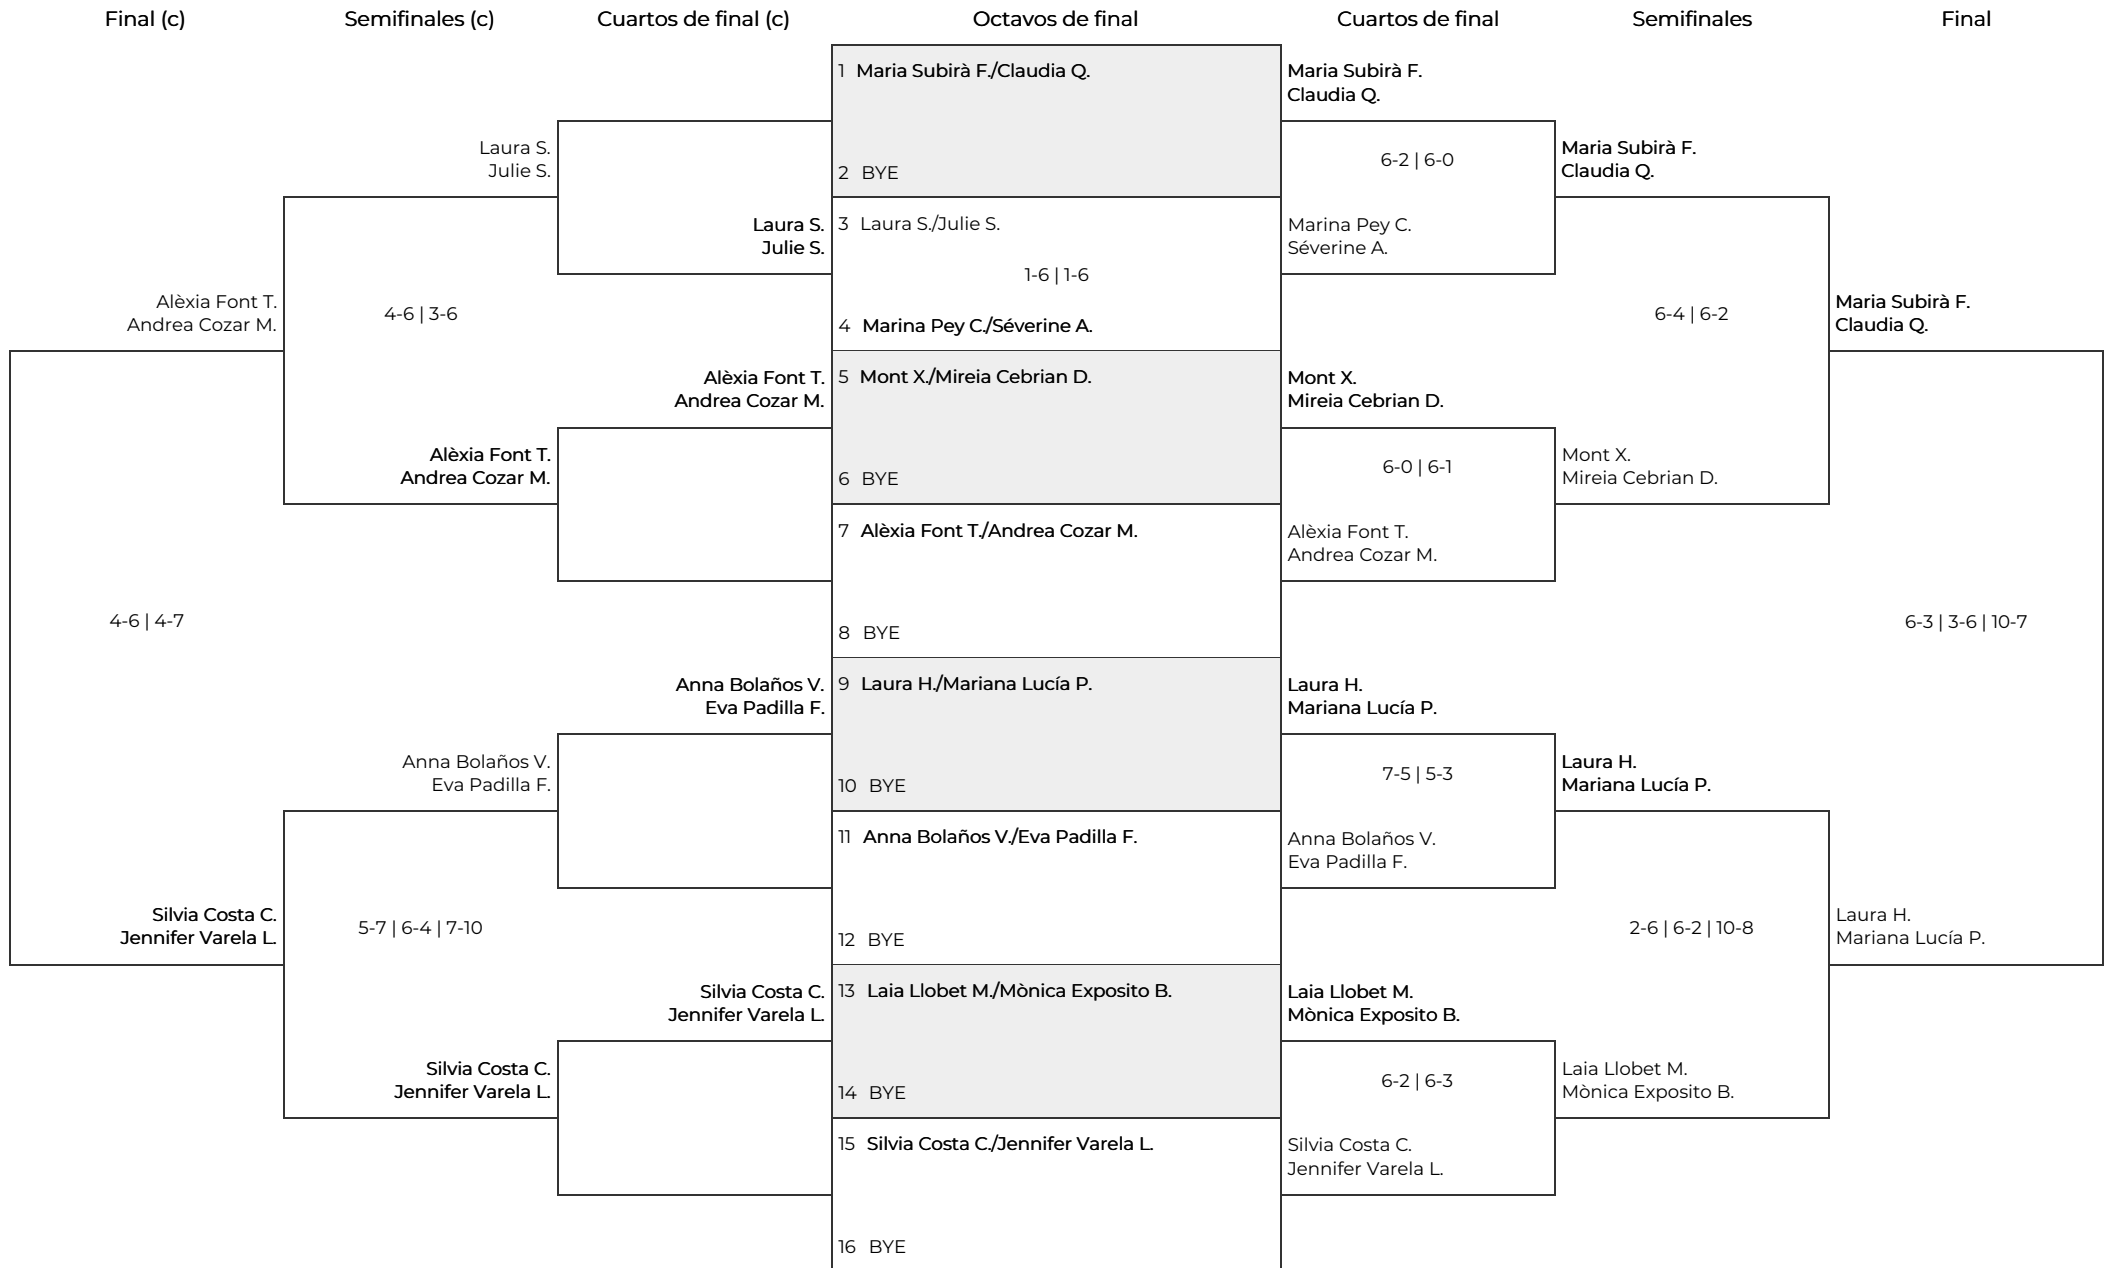 Final (c)
Semifinales (c)
Cuartos de final (c)
Octavos de final
Cuartos de final
Semifinales
Final
Alèxia Font T.
Andrea Cozar M.
4-6 | 4-7
Silvia Costa C.
Jennifer Varela L.
Laura S.
Julie S.
4-6 | 3-6
Alèxia Font T.
Andrea Cozar M.
Anna Bolaños V.
Eva Padilla F.
5-7 | 6-4 | 7-10
Silvia Costa C.
Jennifer Varela L.
Laura S.
Julie S.
Alèxia Font T.
Andrea Cozar M.
Anna Bolaños V.
Eva Padilla F.
Silvia Costa C.
Jennifer Varela L.
1 Maria Subirà F./Claudia Q.
2 BYE
3 Laura S./Julie S.
1-6 | 1-6
4 Marina Pey C./Séverine A.
5 Mont X./Mireia Cebrian D.
6 BYE
7 Alèxia Font T./Andrea Cozar M.
8 BYE
9 Laura H./Mariana Lucía P.
10 BYE
11 Anna Bolaños V./Eva Padilla F.
12 BYE
13 Laia Llobet M./Mònica Exposito B.
14 BYE
15 Silvia Costa C./Jennifer Varela L.
16 BYE
Maria Subirà F.
Claudia Q.
6-2 | 6-0
Marina Pey C.
Séverine A.
Mont X.
Mireia Cebrian D.
6-0 | 6-1
Alèxia Font T.
Andrea Cozar M.
Laura H.
Mariana Lucía P.
7-5 | 5-3
Anna Bolaños V.
Eva Padilla F.
Laia Llobet M.
Mònica Exposito B.
6-2 | 6-3
Silvia Costa C.
Jennifer Varela L.
Maria Subirà F.
Claudia Q.
6-4 | 6-2
Mont X.
Mireia Cebrian D.
Laura H.
Mariana Lucía P.
2-6 | 6-2 | 10-8
Laia Llobet M.
Mònica Exposito B.
Maria Subirà F.
Claudia Q.
6-3 | 3-6 | 10-7
Laura H.
Mariana Lucía P.